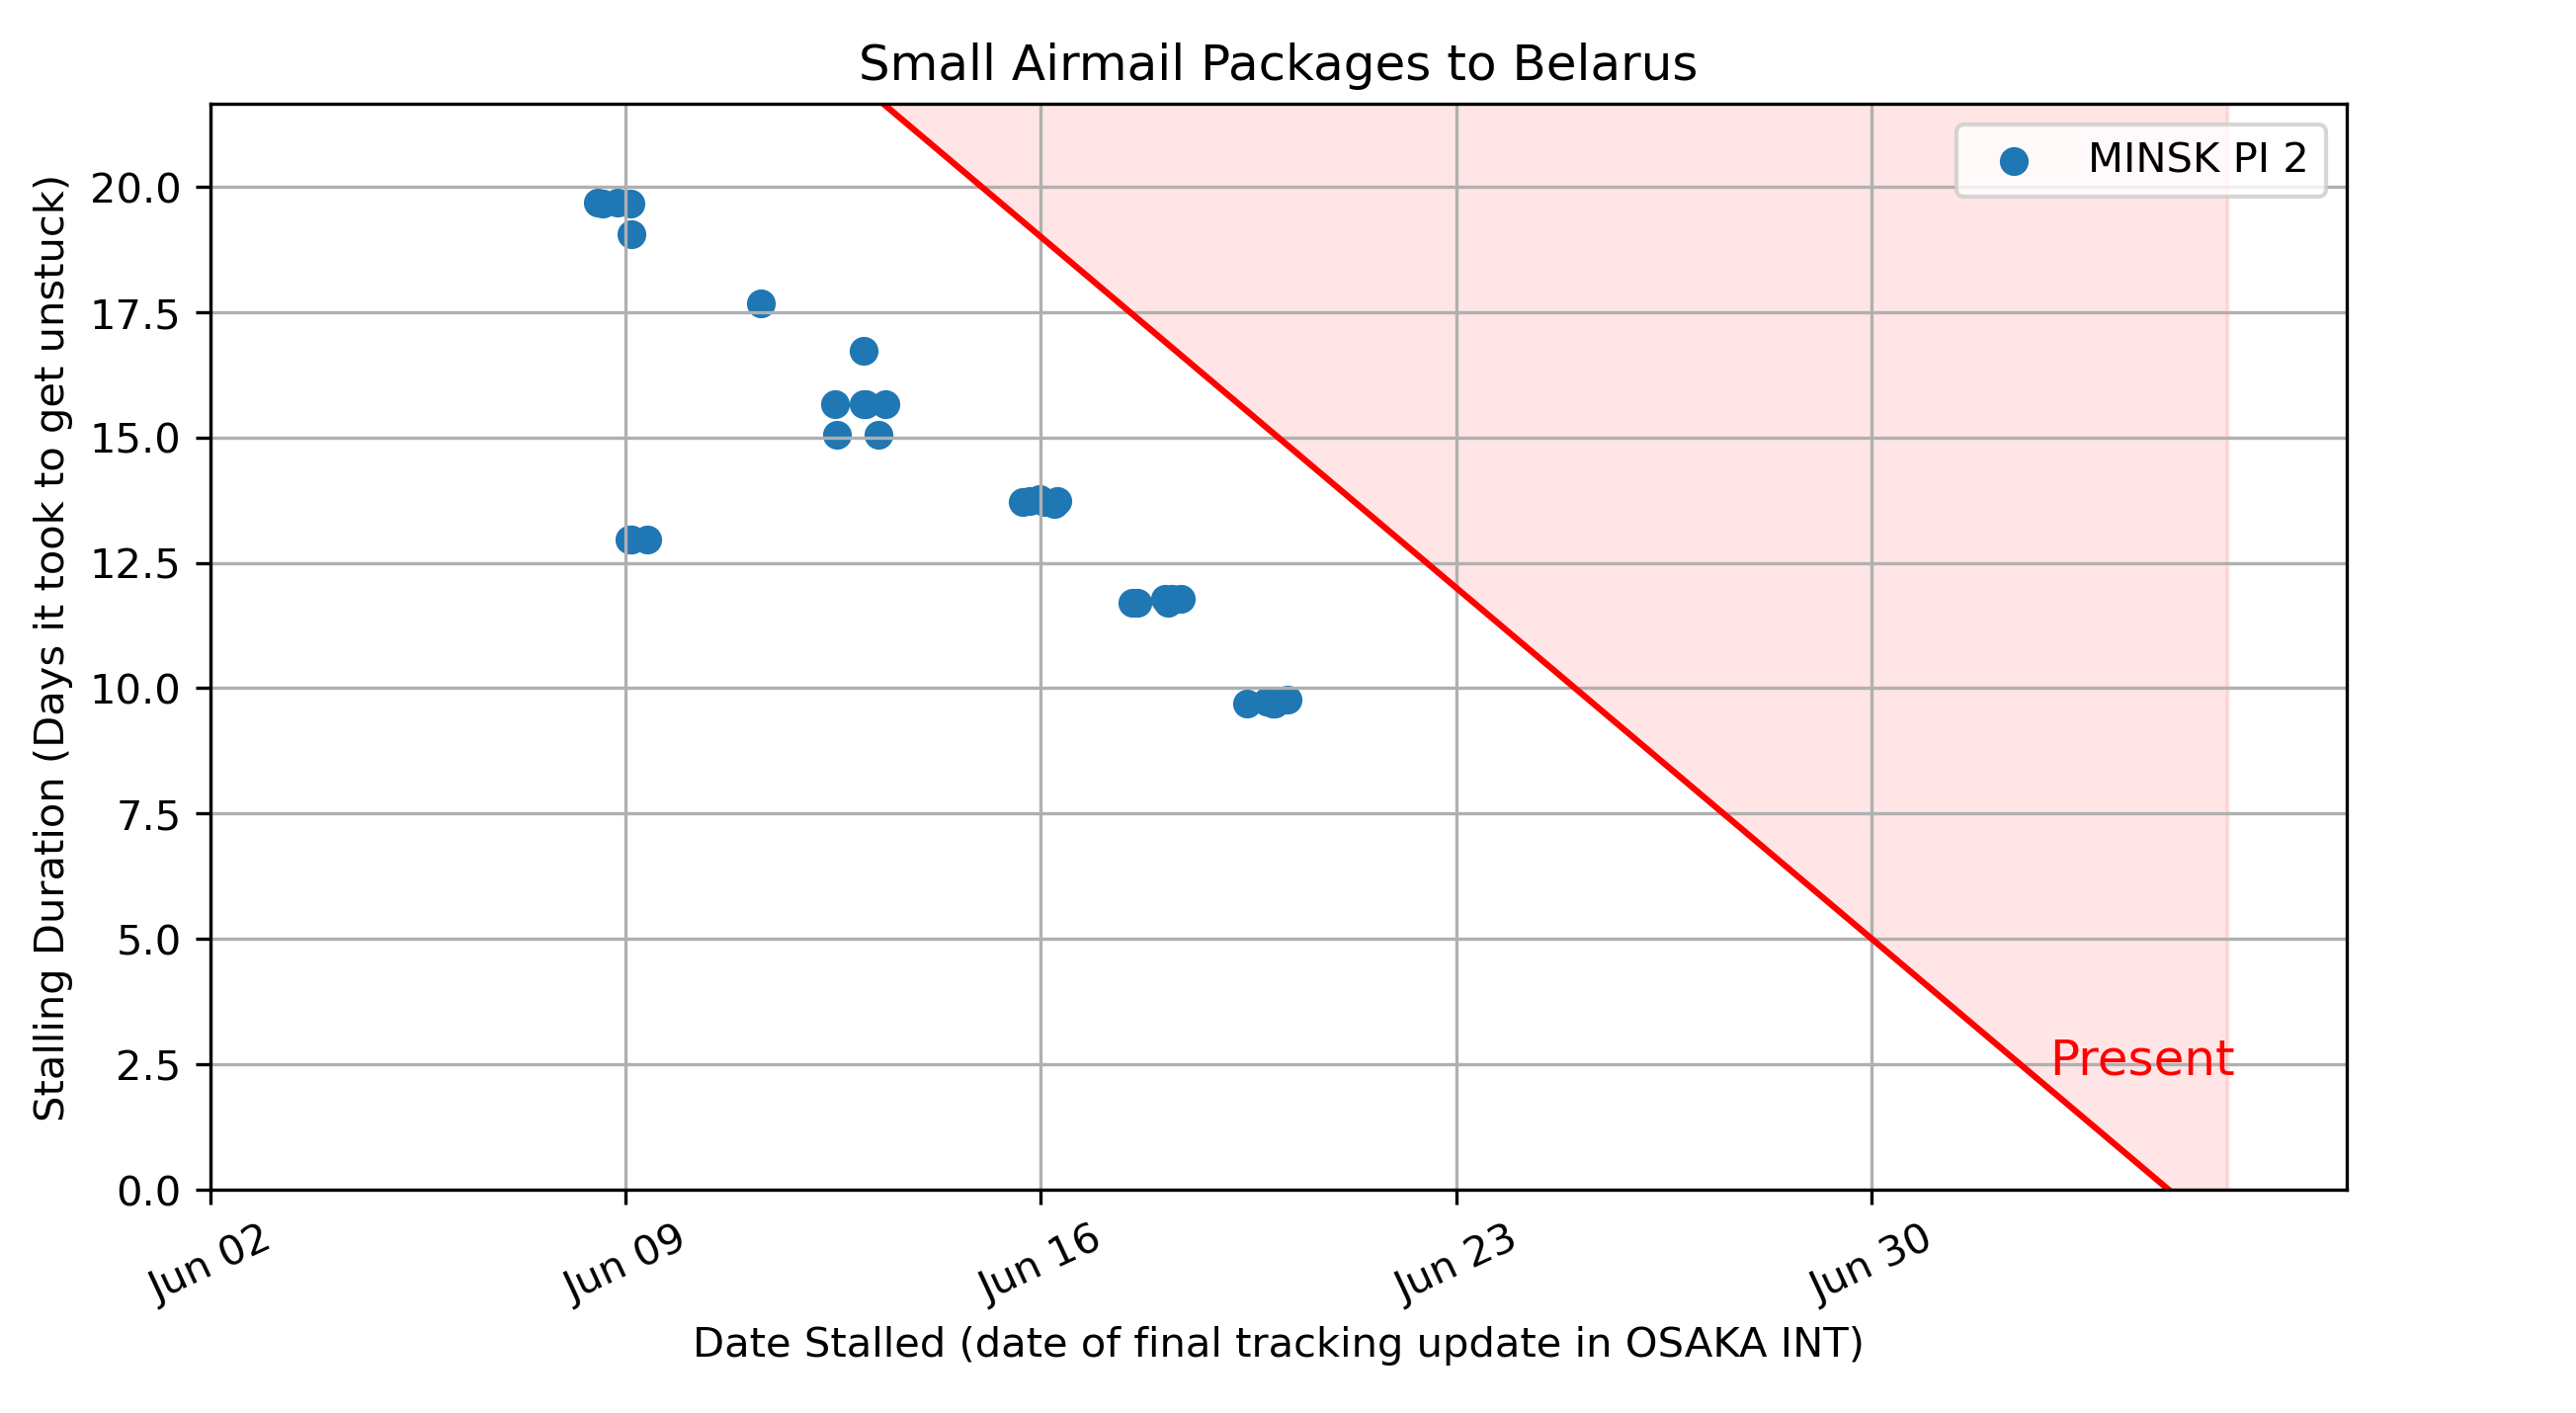 Small Airmail Packages to Belarus
MINSK PI 2
Stalling Duration (Days it took to get unstuck)
20.0
17.5
15.0
12.5
10.0
7.5
5.0
2.5
0.0
Present
Jun 02
Jun 09
Jun 16
Jun 23
Jun 30
Date Stalled (date of final tracking update in OSAKA INT)